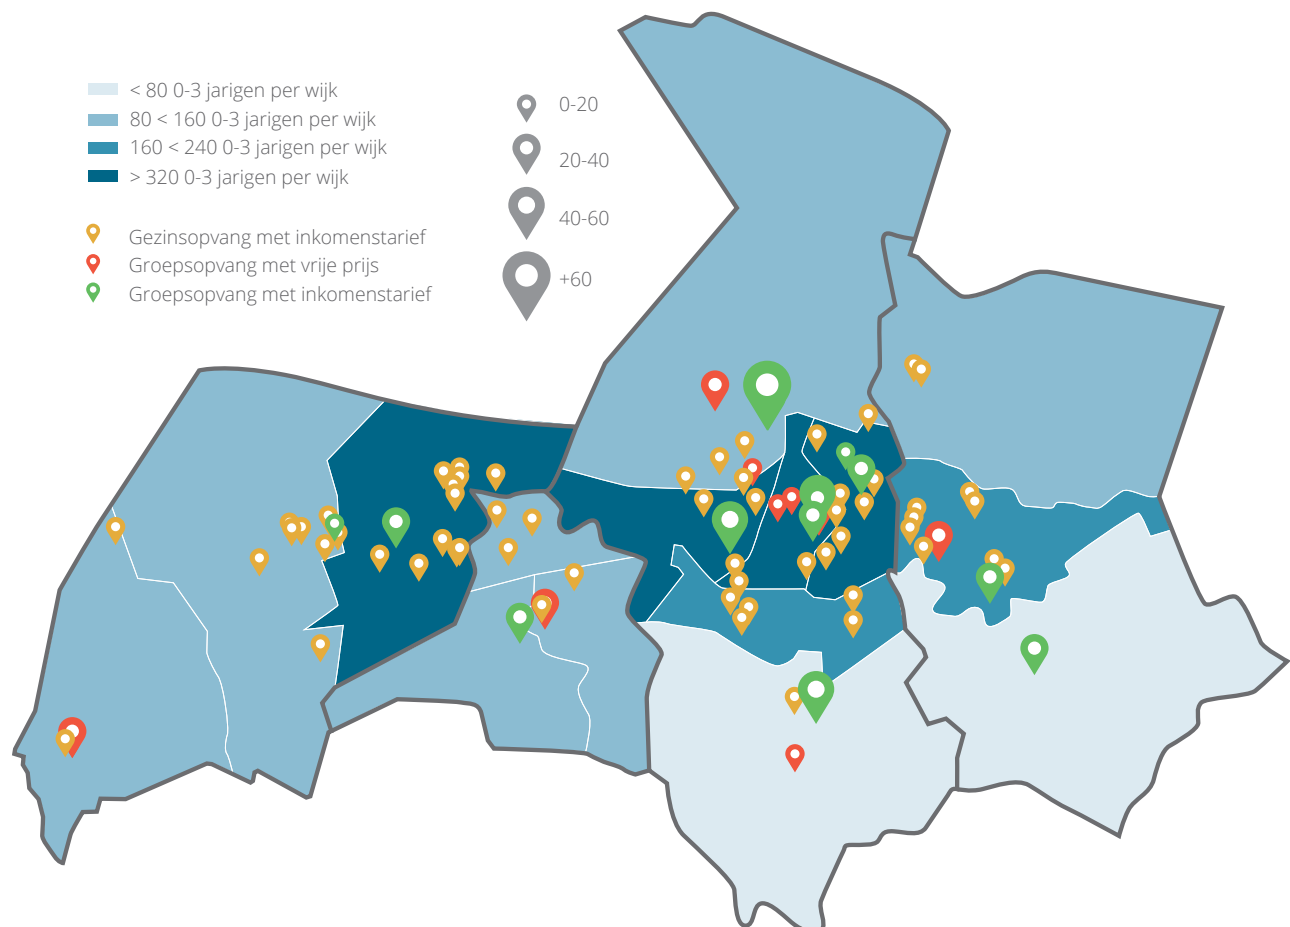 < 80 0-3 jarigen per wijk
80 < 160 0-3 jarigen per wijk
160 < 240 0-3 jarigen per wijk
> 320 0-3 jarigen per wijk
Gezinsopvang met inkomenstarief
Groepsopvang met vrije prijs
Groepsopvang met inkomenstarief
0-20
20-40
40-60
+60